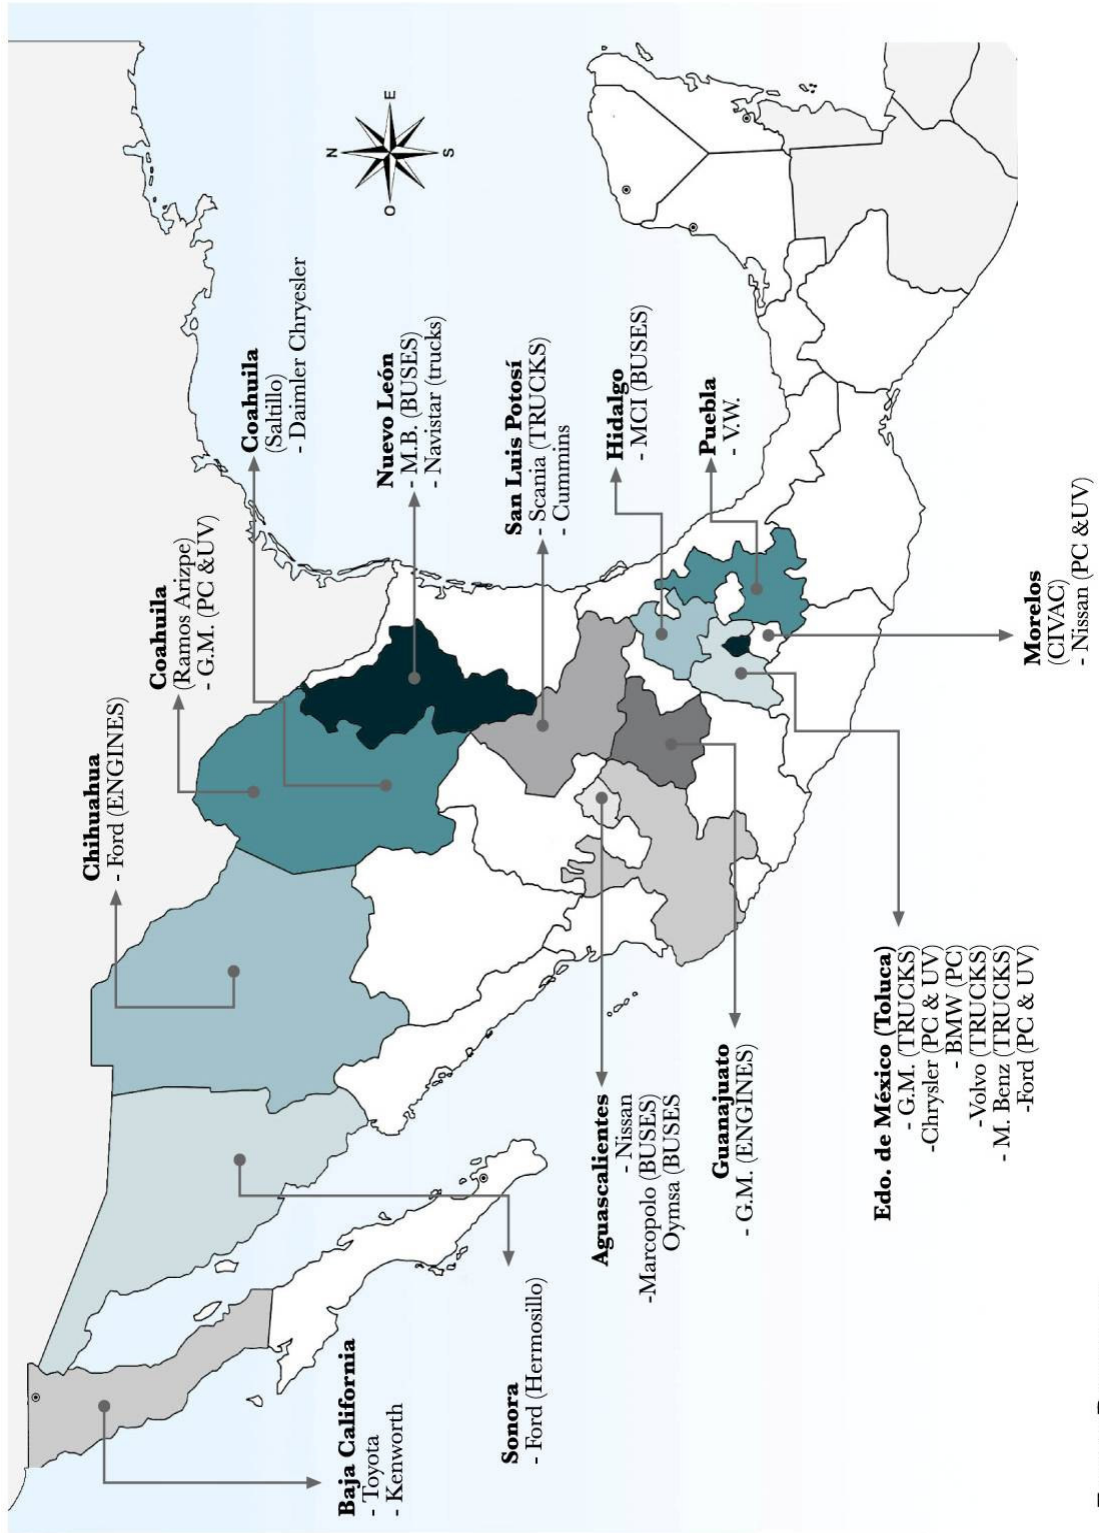 Chihuahua
- Ford (ENGINES)
Coahuila
(Ramos Arizpe)
- G.M. (PC &UV)
Coahuila
(Saltillo)
- Daimler Chryesler
Nuevo León
- M.B. (BUSES)
- Navistar (trucks)
San Luis Potosí
- Scania (TRUCKS)
- Cummins
Hidalgo
- MCI (BUSES)
Puebla
- V.W.
Morelos
(CIVAC)
- Nissan (PC &UV)
Baja California
- Toyota
- Kenworth
Sonora
- Ford (Hermosillo)
Aguascalientes
- Nissan
-Marcopolo (BUSES)
Oymsa (BUSES
Guanajuato
- G.M. (ENGINES)
Edo. de México (Toluca)
- G.M. (TRUCKS)
-Chrysler (PC & UV)
- BMW (PC)
-Volvo (TRUCKS)
- M. Benz (TRUCKS)
-Ford (PC & UV)
N
O
E
S